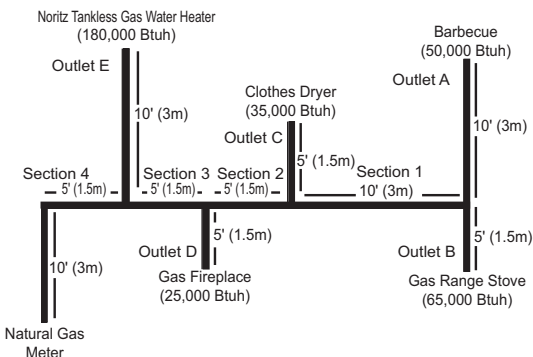 Noritz Tankless Gas Water Heater
(180,000 Btuh)
Outlet E
10' (3m)
Barbecue
(50,000 Btuh)
Outlet A
10' (3m)
Clothes Dryer
(35,000 Btuh)
Outlet C
5' (1.5m)
Section 4
5' (1.5m)
Section 3
5' (1.5m)
Section 2
5' (1.5m)
Section 1
10' (3m)
10' (3m)
Natural Gas
Meter
Outlet D
5' (1.5m)
Gas Fireplace
(25,000 Btuh)
Outlet B
5' (1.5m)
Gas Range Stove
(65,000 Btuh)